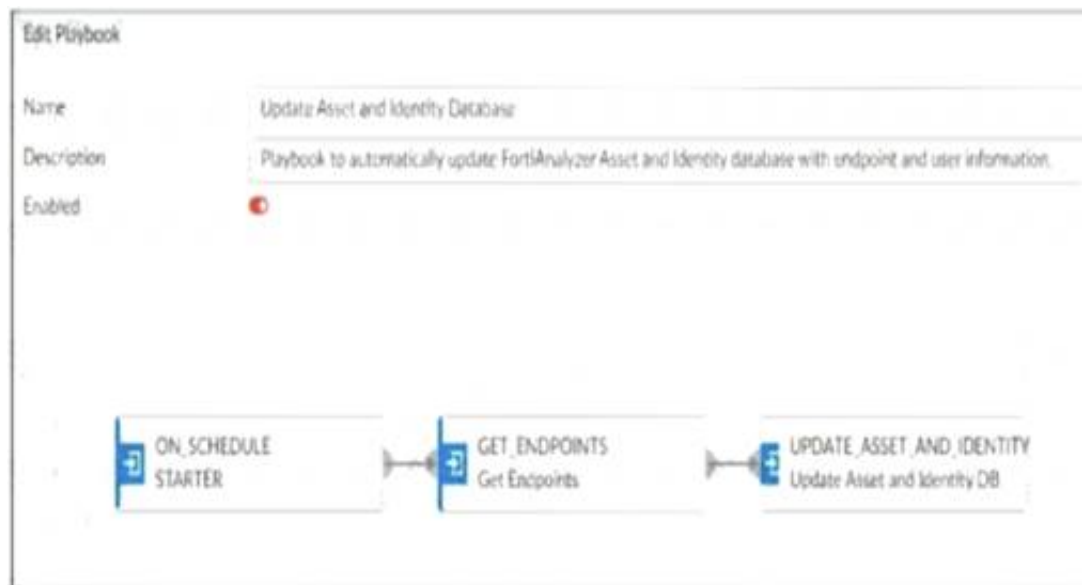 Edit Playbook
Name Update Asset and Identity Database
Description Playbook to automatically update FortiAnalyzer Asset and Identity database with endpoint and user information.
Enabled
ON_SCHEDULE
STARTER
GET_ENDPOINTS
Get Endpoints
UPDATE_ASSET_AND_IDENTITY
Update Asset and Identity DB